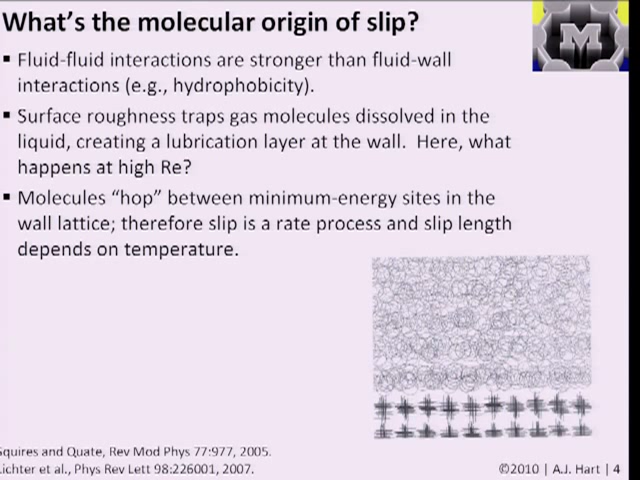 What's the molecular origin of slip?
▪ Fluid-fluid interactions are stronger than fluid-wall
interactions (e.g., hydrophobicity).
▪ Surface roughness traps gas molecules dissolved in the
liquid, creating a lubrication layer at the wall. Here, what
happens at high Re?
▪ Molecules “hop” between minimum-energy sites in the
wall lattice; therefore slip is a rate process and slip length
depends on temperature.
M
Squires and Quate, Rev Mod Phys 77:977, 2005.
Lichter et al., Phys Rev Lett 98:226001, 2007.
©2010 | A.J. Hart | 4